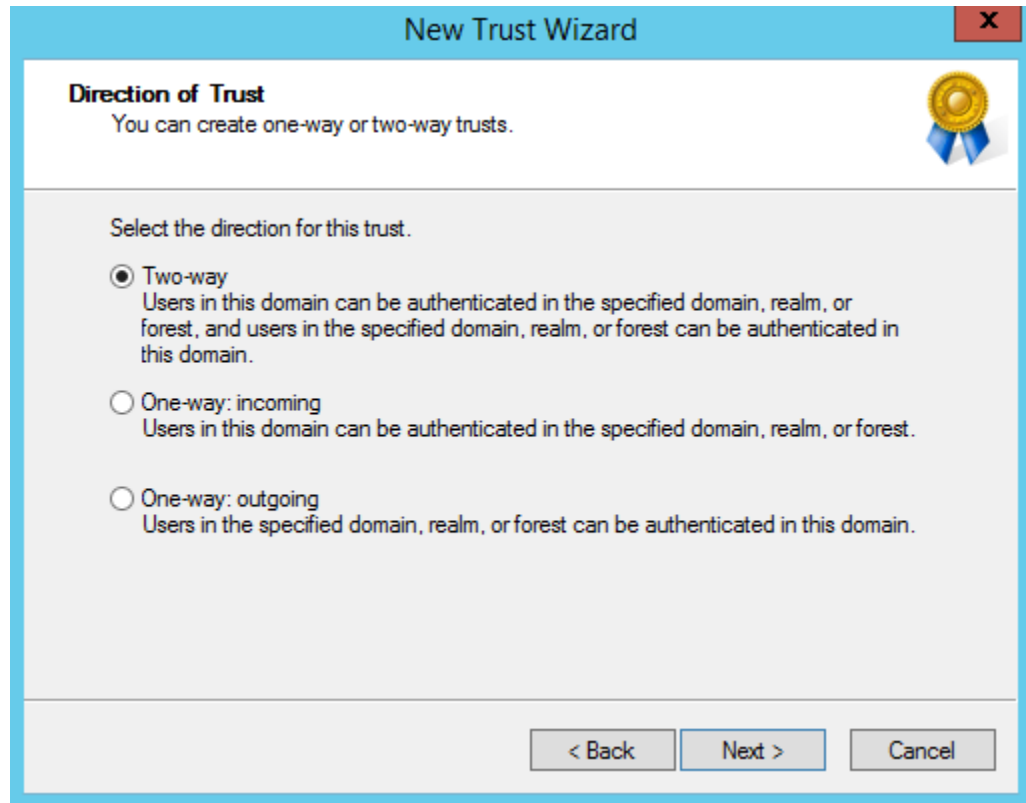 New Trust Wizard
x
Direction of Trust
You can create one-way or two-way trusts.
Select the direction for this trust.
Two-way
Users in this domain can be authenticated in the specified domain, realm, or
forest, and users in the specified domain, realm, or forest can be authenticated in
this domain.
One-way: incoming
Users in this domain can be authenticated in the specified domain, realm, or forest.
One-way: outgoing
Users in the specified domain, realm, or forest can be authenticated in this domain.
< Back Next > Cancel